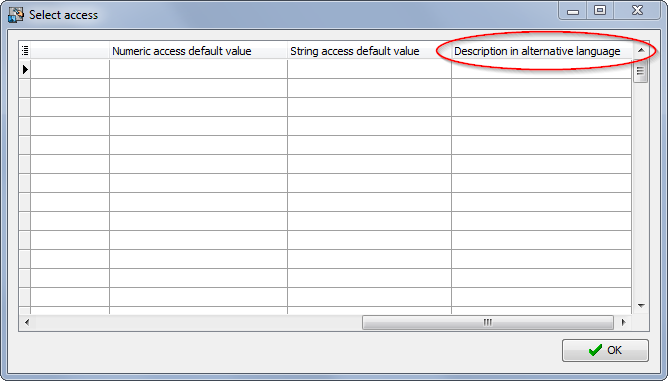 Select access
Numeric access default value String access default value Description in alternative language
OK